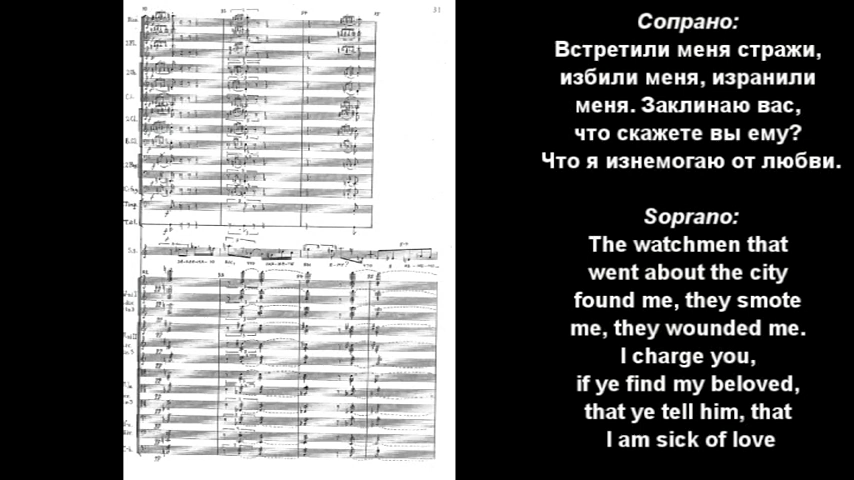 Сопрано:
Встретили меня стражи,
избили меня, изранили
меня. Заклинаю вас,
что скажете вы ему?
Что я изнемогаю от любви.
Soprano:
The watchmen that
went about the city
found me, they smote
me, they wounded me.
I charge you,
if ye find my beloved,
that ye tell him, that
I am sick of love